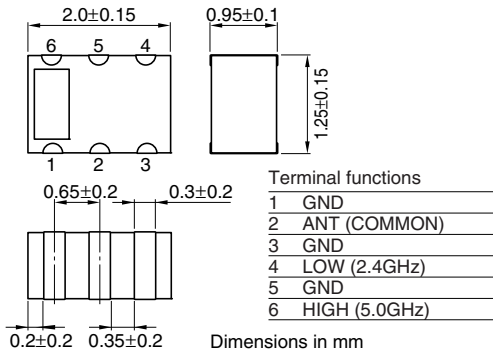 2.0±0.15
0.95±0.1
6 5 4
1.25±0.15
1 2 3
0.65±0.2
0.3±0.2
Terminal functions
1 GND
2 ANT (COMMON)
3 GND
4 LOW (2.4GHz)
5 GND
6 HIGH (5.0GHz)
0.2±0.2
0.35±0.2
Dimensions in mm